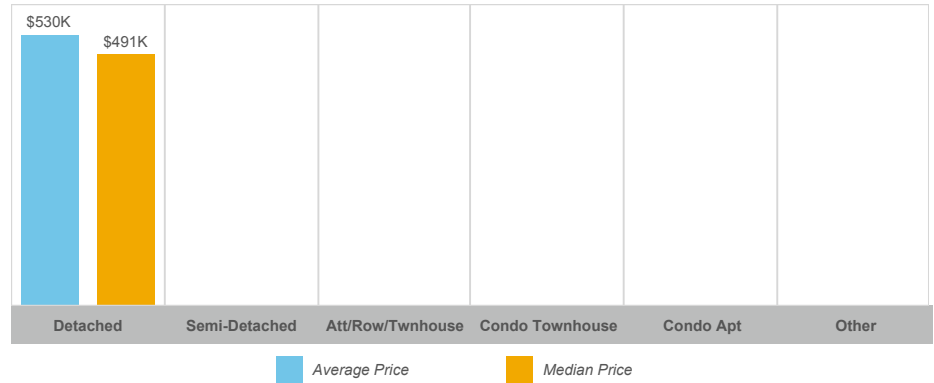 $530K
$491K
Detached Semi-Detached Att/Row/Twnhouse Condo Townhouse Condo Apt Other
Average Price Median Price